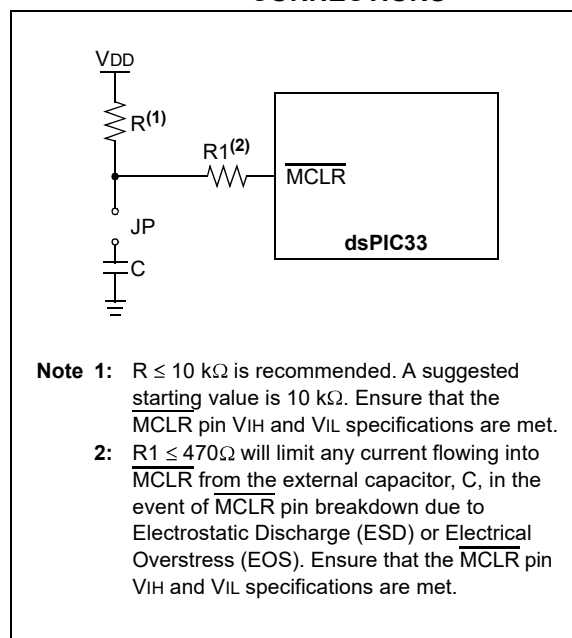 VDD
R(1)
R1(2)
MCLR
JP
C
dsPIC33
Note 1: R ≤ 10 kΩ is recommended. A suggested
starting value is 10 kΩ. Ensure that the
MCLR pin VIH and VIL specifications are met.
2: R1 ≤ 470Ω will limit any current flowing into
MCLR from the external capacitor, C, in the
event of MCLR pin breakdown due to
Electrostatic Discharge (ESD) or Electrical
Overstress (EOS). Ensure that the MCLR pin
VIH and VIL specifications are met.